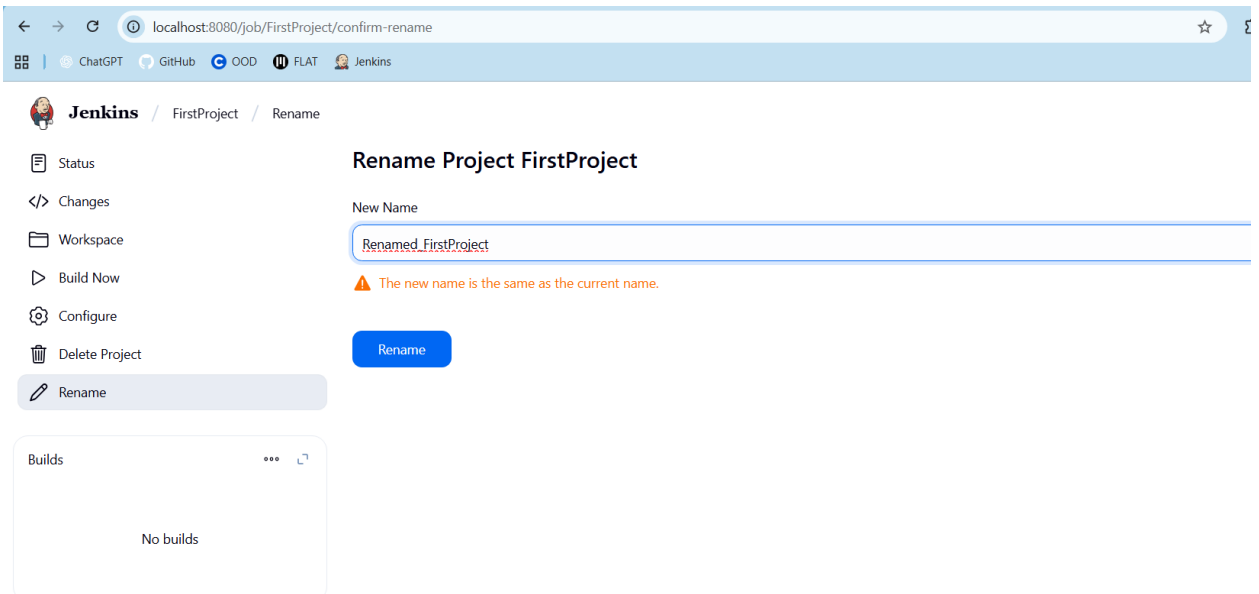 localhost:8080/job/FirstProject/confirm-rename
ChatGPT GitHub OOD FLAT Jenkins
Jenkins / FirstProject / Rename
Status
Changes
Workspace
Build Now
Configure
Delete Project
Rename
Builds
No builds
Rename Project FirstProject
New Name
Renamed_FirstProject
The new name is the same as the current name.
Rename